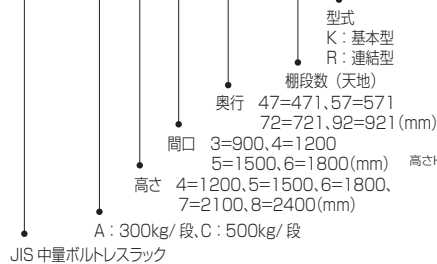 型式
K：基本型
R：連結型
棚段数（天地）
奥行 47=471､57=571
72=721､92=921(mm)
間口 3=900､4=1200
5=1500､6=1800(mm) 高さH
高さ 4=1200､5=1500､6=1800､
7=2100､8=2400(mm)
A：300kg/段､C：500kg/段
JIS 中量ボルトレスラック